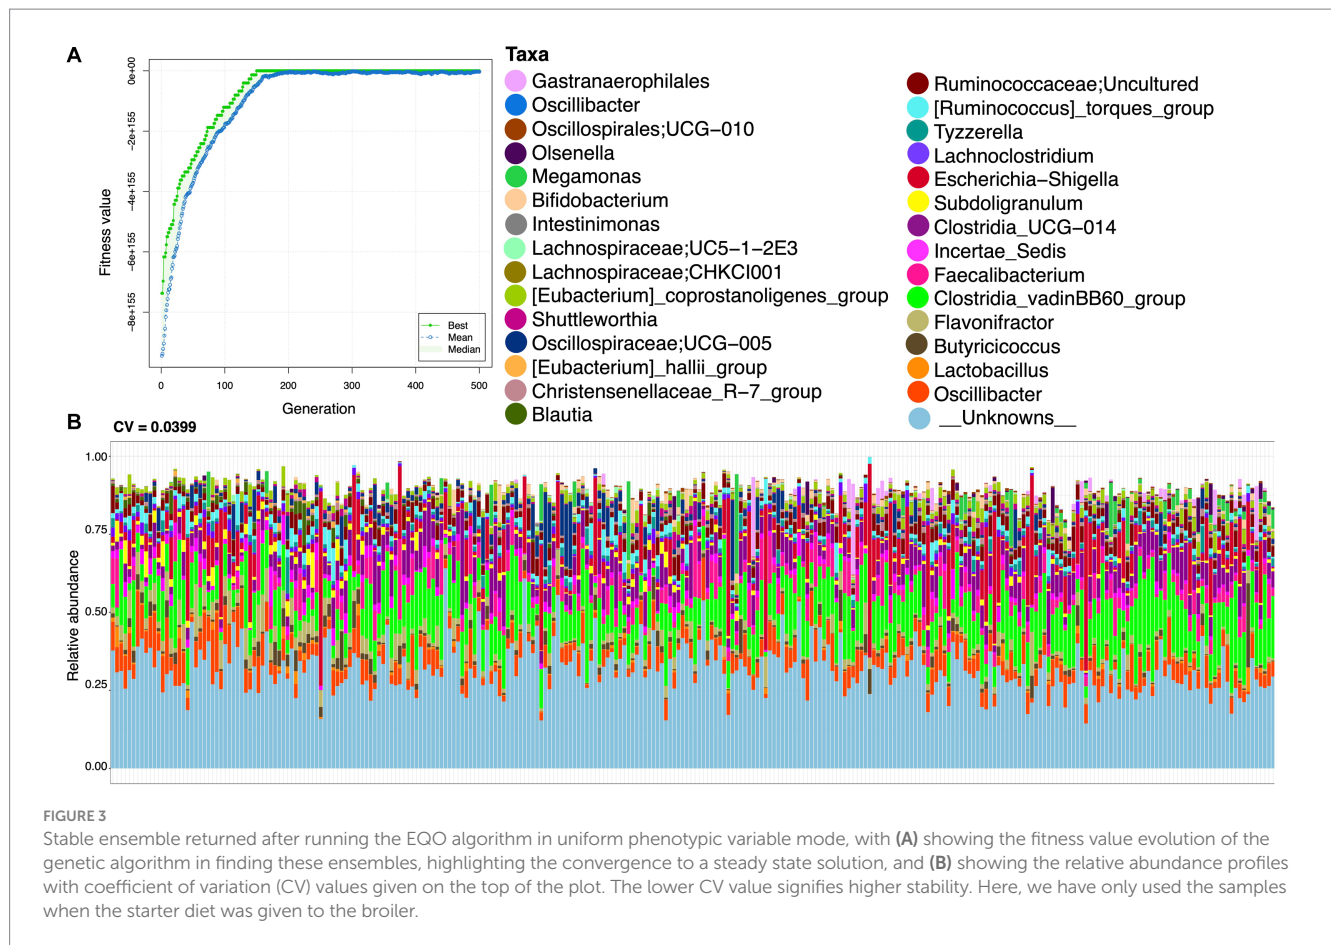 A
Fitness value
0e+00
−2e+155
−4e+155
−6e+155
−8e+155
Best
Mean
Median
0
100
200
300
400
500
Generation
Taxa
Gastranaerophilales
Oscillibacter
Oscillospirales;UCG−010
Olsenella
Megamonas
Bifidobacterium
Intestinimonas
Lachnospiraceae;UC5−1−2E3
Lachnospiraceae;CHKCI001
[Eubacterium]_coprostanoligenes_group
Shuttleworthia
Oscillospiraceae;UCG−005
[Eubacterium]_hallii_group
Christensenellaceae_R−7_group
Blautia
Ruminococcaceae;Uncultured
[Ruminococcus]_torques_group
Tyzzerella
Lachnoclostridium
Escherichia−Shigella
Subdoligranulum
Clostridia_UCG−014
Incertae_Sedis
Faecalibacterium
Clostridia_vadinBB60_group
Flavonifractor
Butyricicoccus
Lactobacillus
Oscillibacter
__Unknowns__
B
CV = 0.0399
Relative abundance
1.00
0.75
0.50
0.25
0.00
FIGURE 3
Stable ensemble returned after running the EQO algorithm in uniform phenotypic variable mode, with (A) showing the fitness value evolution of the
genetic algorithm in finding these ensembles, highlighting the convergence to a steady state solution, and (B) showing the relative abundance profiles
with coefficient of variation (CV) values given on the top of the plot. The lower CV value signifies higher stability. Here, we have only used the samples
when the starter diet was given to the broiler.